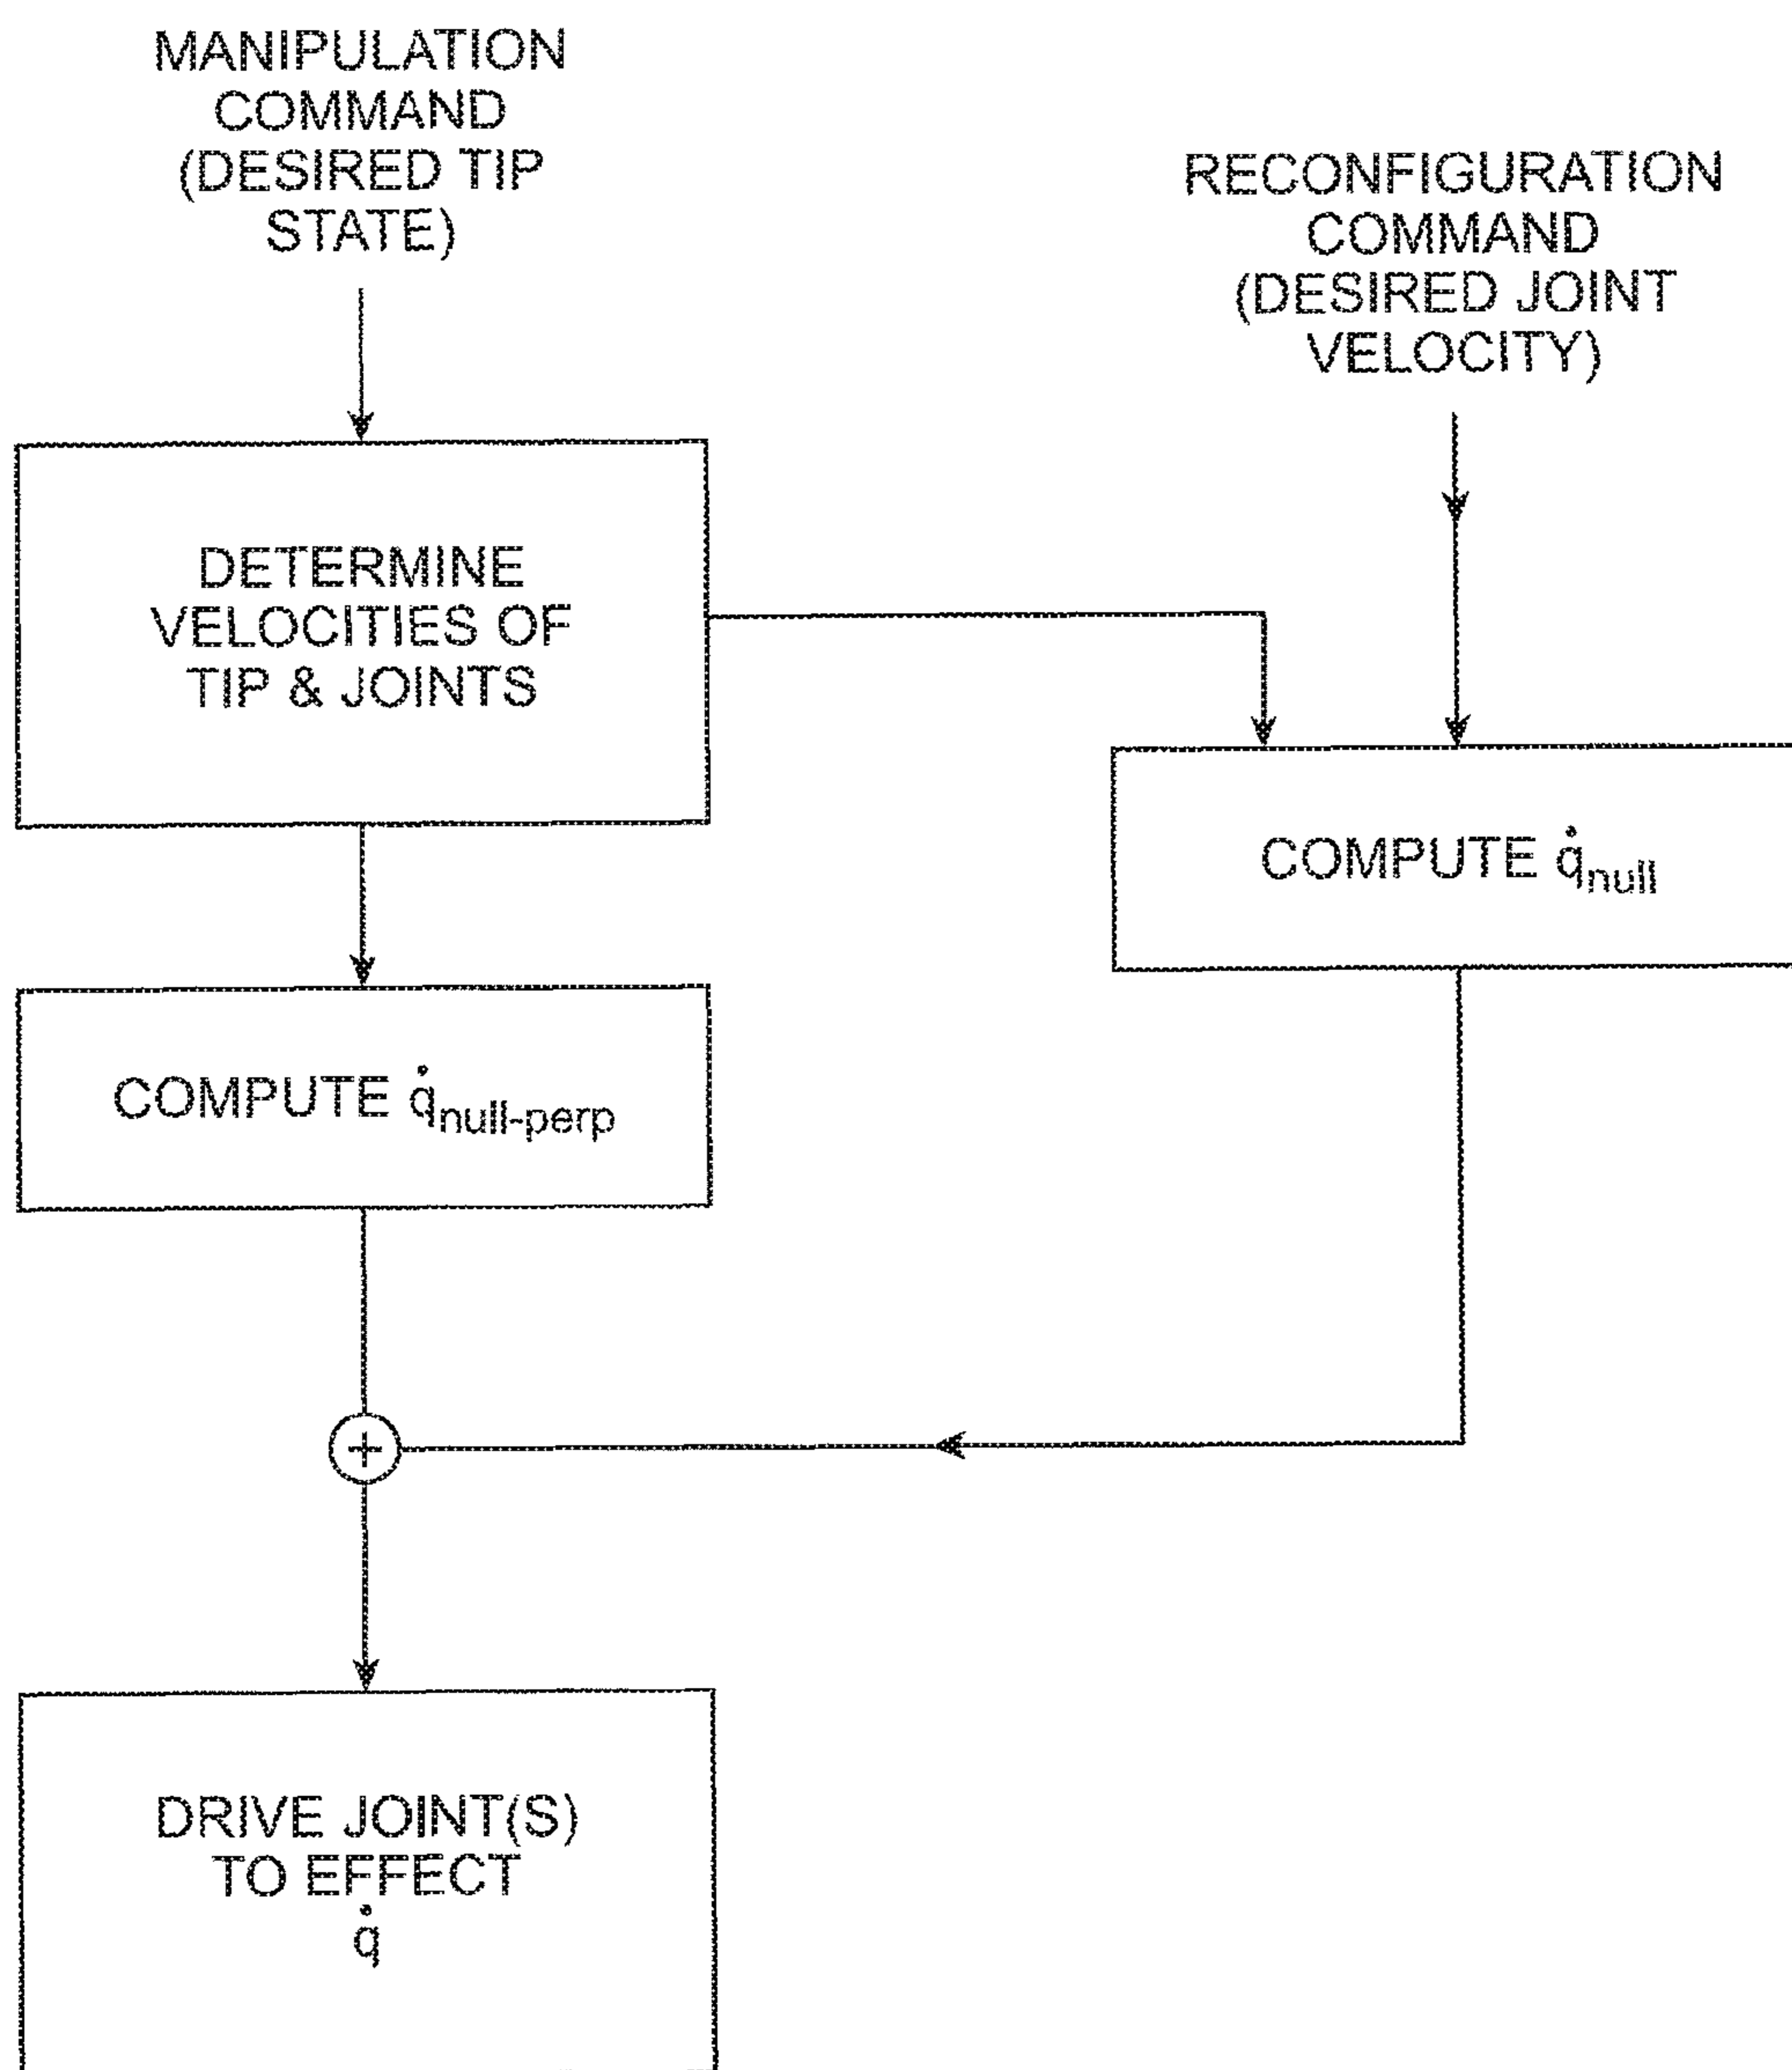 MANIPULATION
COMMAND
(DESIRED TIP
STATE)
RECONFIGURATION
COMMAND
(DESIRED JOINT
VELOCITY)
DETERMINE
VELOCITIES OF
TIP & JOINTS
COMPUTE q̇null
COMPUTE q̇null-perp
+
DRIVE JOINT(S)
TO EFFECT
q̇